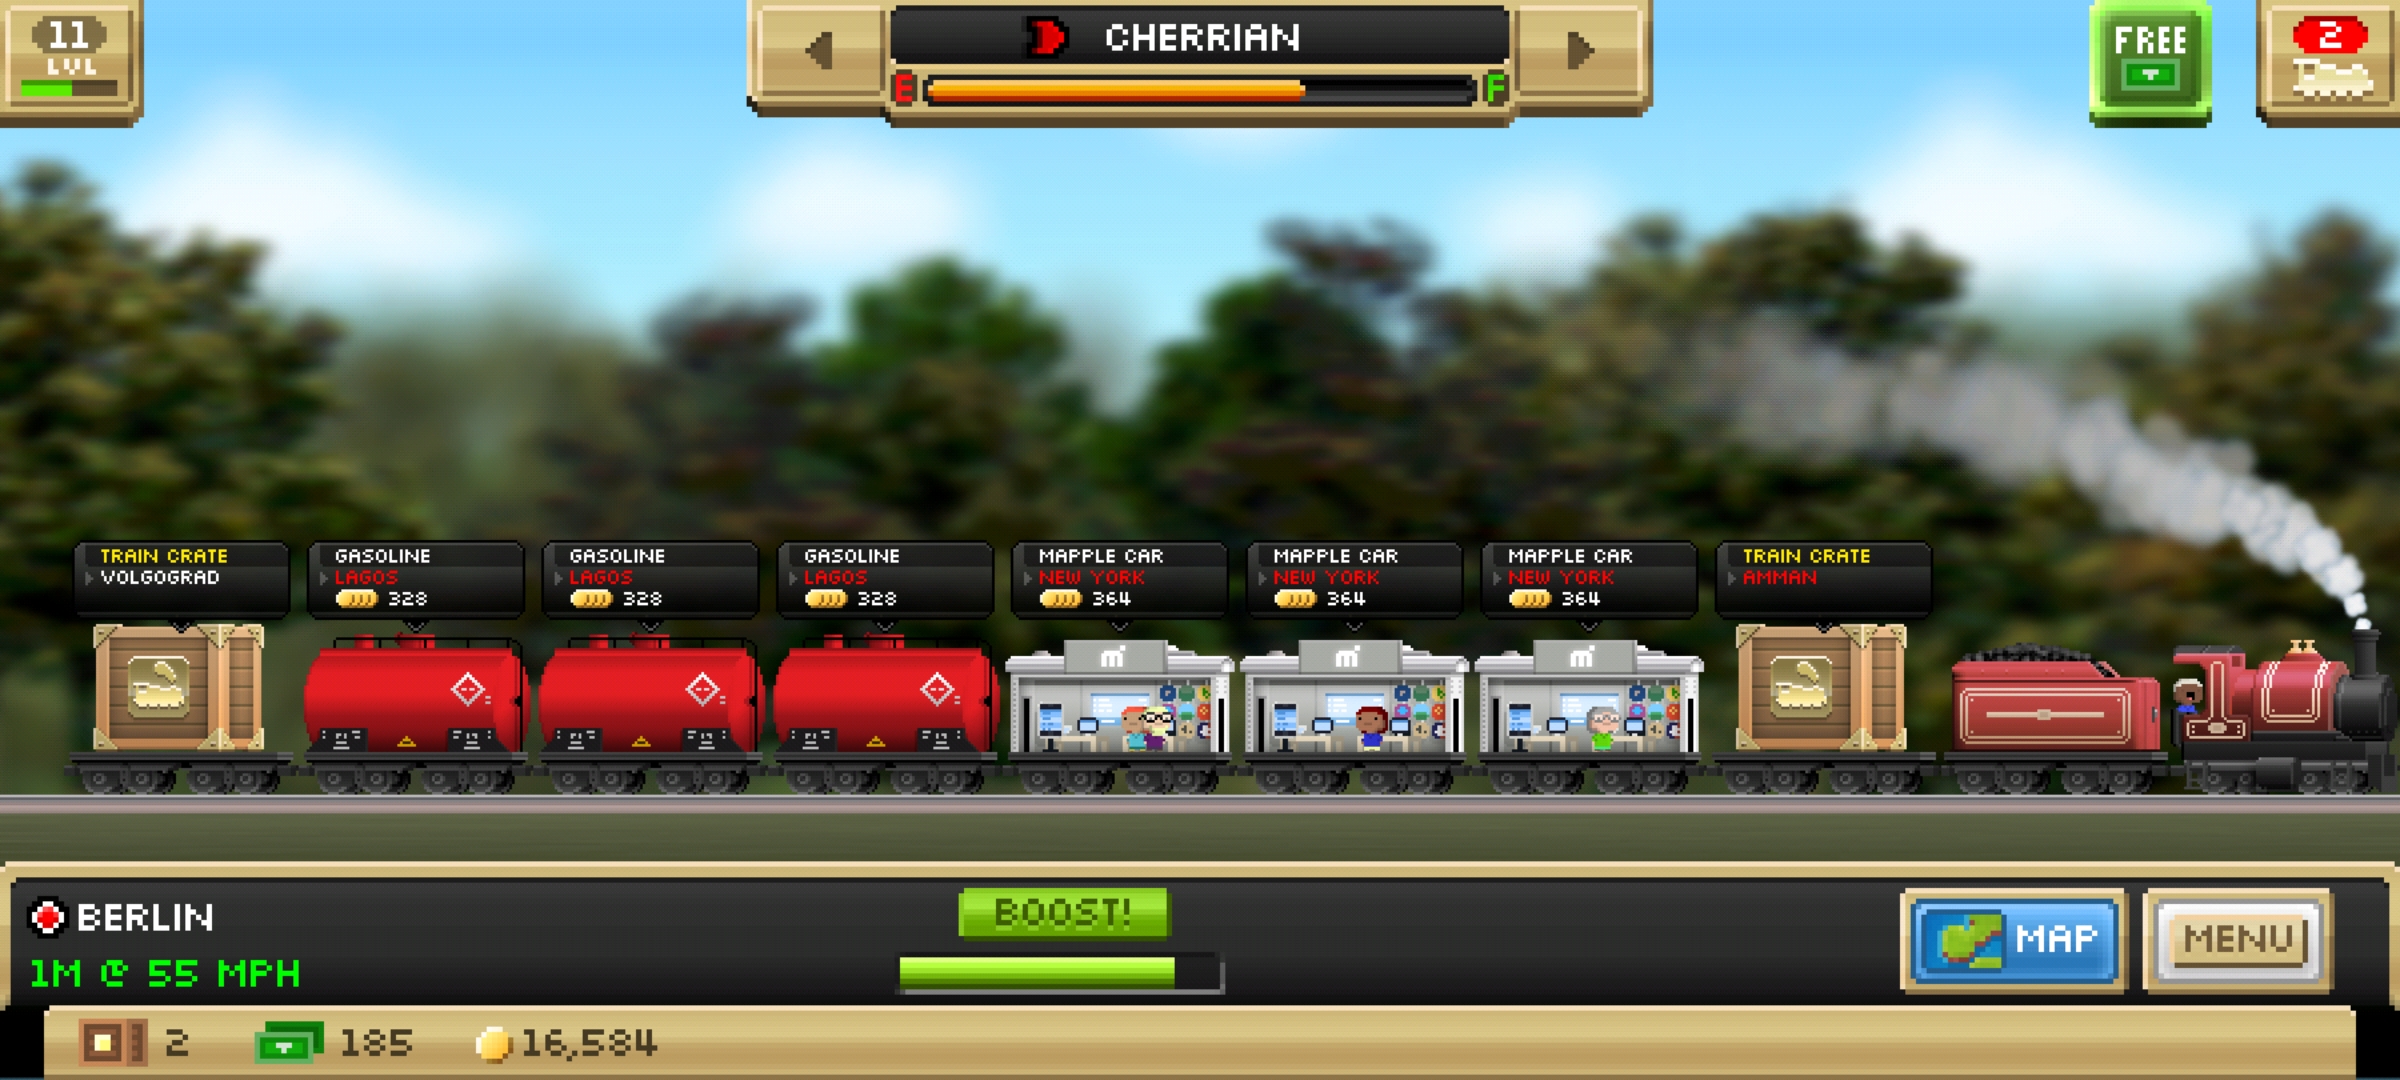 11
LVL
CHERRIAN
E
F
FREE
2
TRAIN CRATE
VOLGOGRAD
GASOLINE
LAGOS
328
GASOLINE
LAGOS
328
GASOLINE
LAGOS
328
MAPPLE CAR
NEW YORK
364
MAPPLE CAR
NEW YORK
364
MAPPLE CAR
NEW YORK
364
TRAIN CRATE
AMMAN
m
m
m
BERLIN
1M @ 55 MPH
BOOST!
MAP
MENU
2
185
16,584